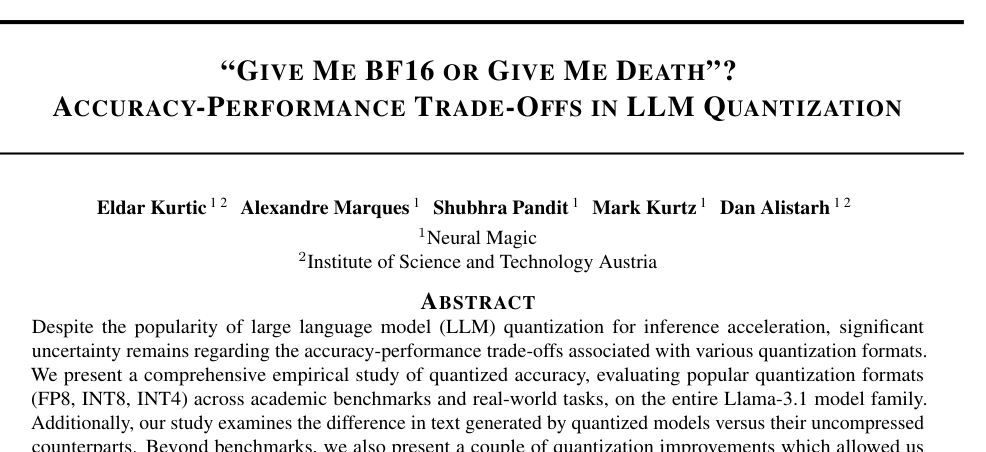 “GIVE ME BF16 OR GIVE ME DEATH”?
ACCURACY-PERFORMANCE TRADE-OFFS IN LLM QUANTIZATION
Eldar Kurtic 1 2 Alexandre Marques 1 Shubhra Pandit 1 Mark Kurtz 1 Dan Alistarh 1 2
1Neural Magic
2Institute of Science and Technology Austria
ABSTRACT
Despite the popularity of large language model (LLM) quantization for inference acceleration, significant
uncertainty remains regarding the accuracy-performance trade-offs associated with various quantization formats.
We present a comprehensive empirical study of quantized accuracy, evaluating popular quantization formats
(FP8, INT8, INT4) across academic benchmarks and real-world tasks, on the entire Llama-3.1 model family.
Additionally, our study examines the difference in text generated by quantized models versus their uncompressed
counterparts. Beyond benchmarks, we also present a couple of quantization improvements which allowed us